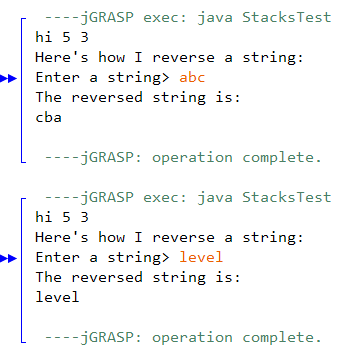 ----jGRASP exec: java StacksTest
hi 5 3
Here's how I reverse a string:
Enter a string> abc
The reversed string is:
cba
----jGRASP: operation complete.
----jGRASP exec: java StacksTest
hi 5 3
Here's how I reverse a string:
Enter a string> level
The reversed string is:
level
----jGRASP: operation complete.